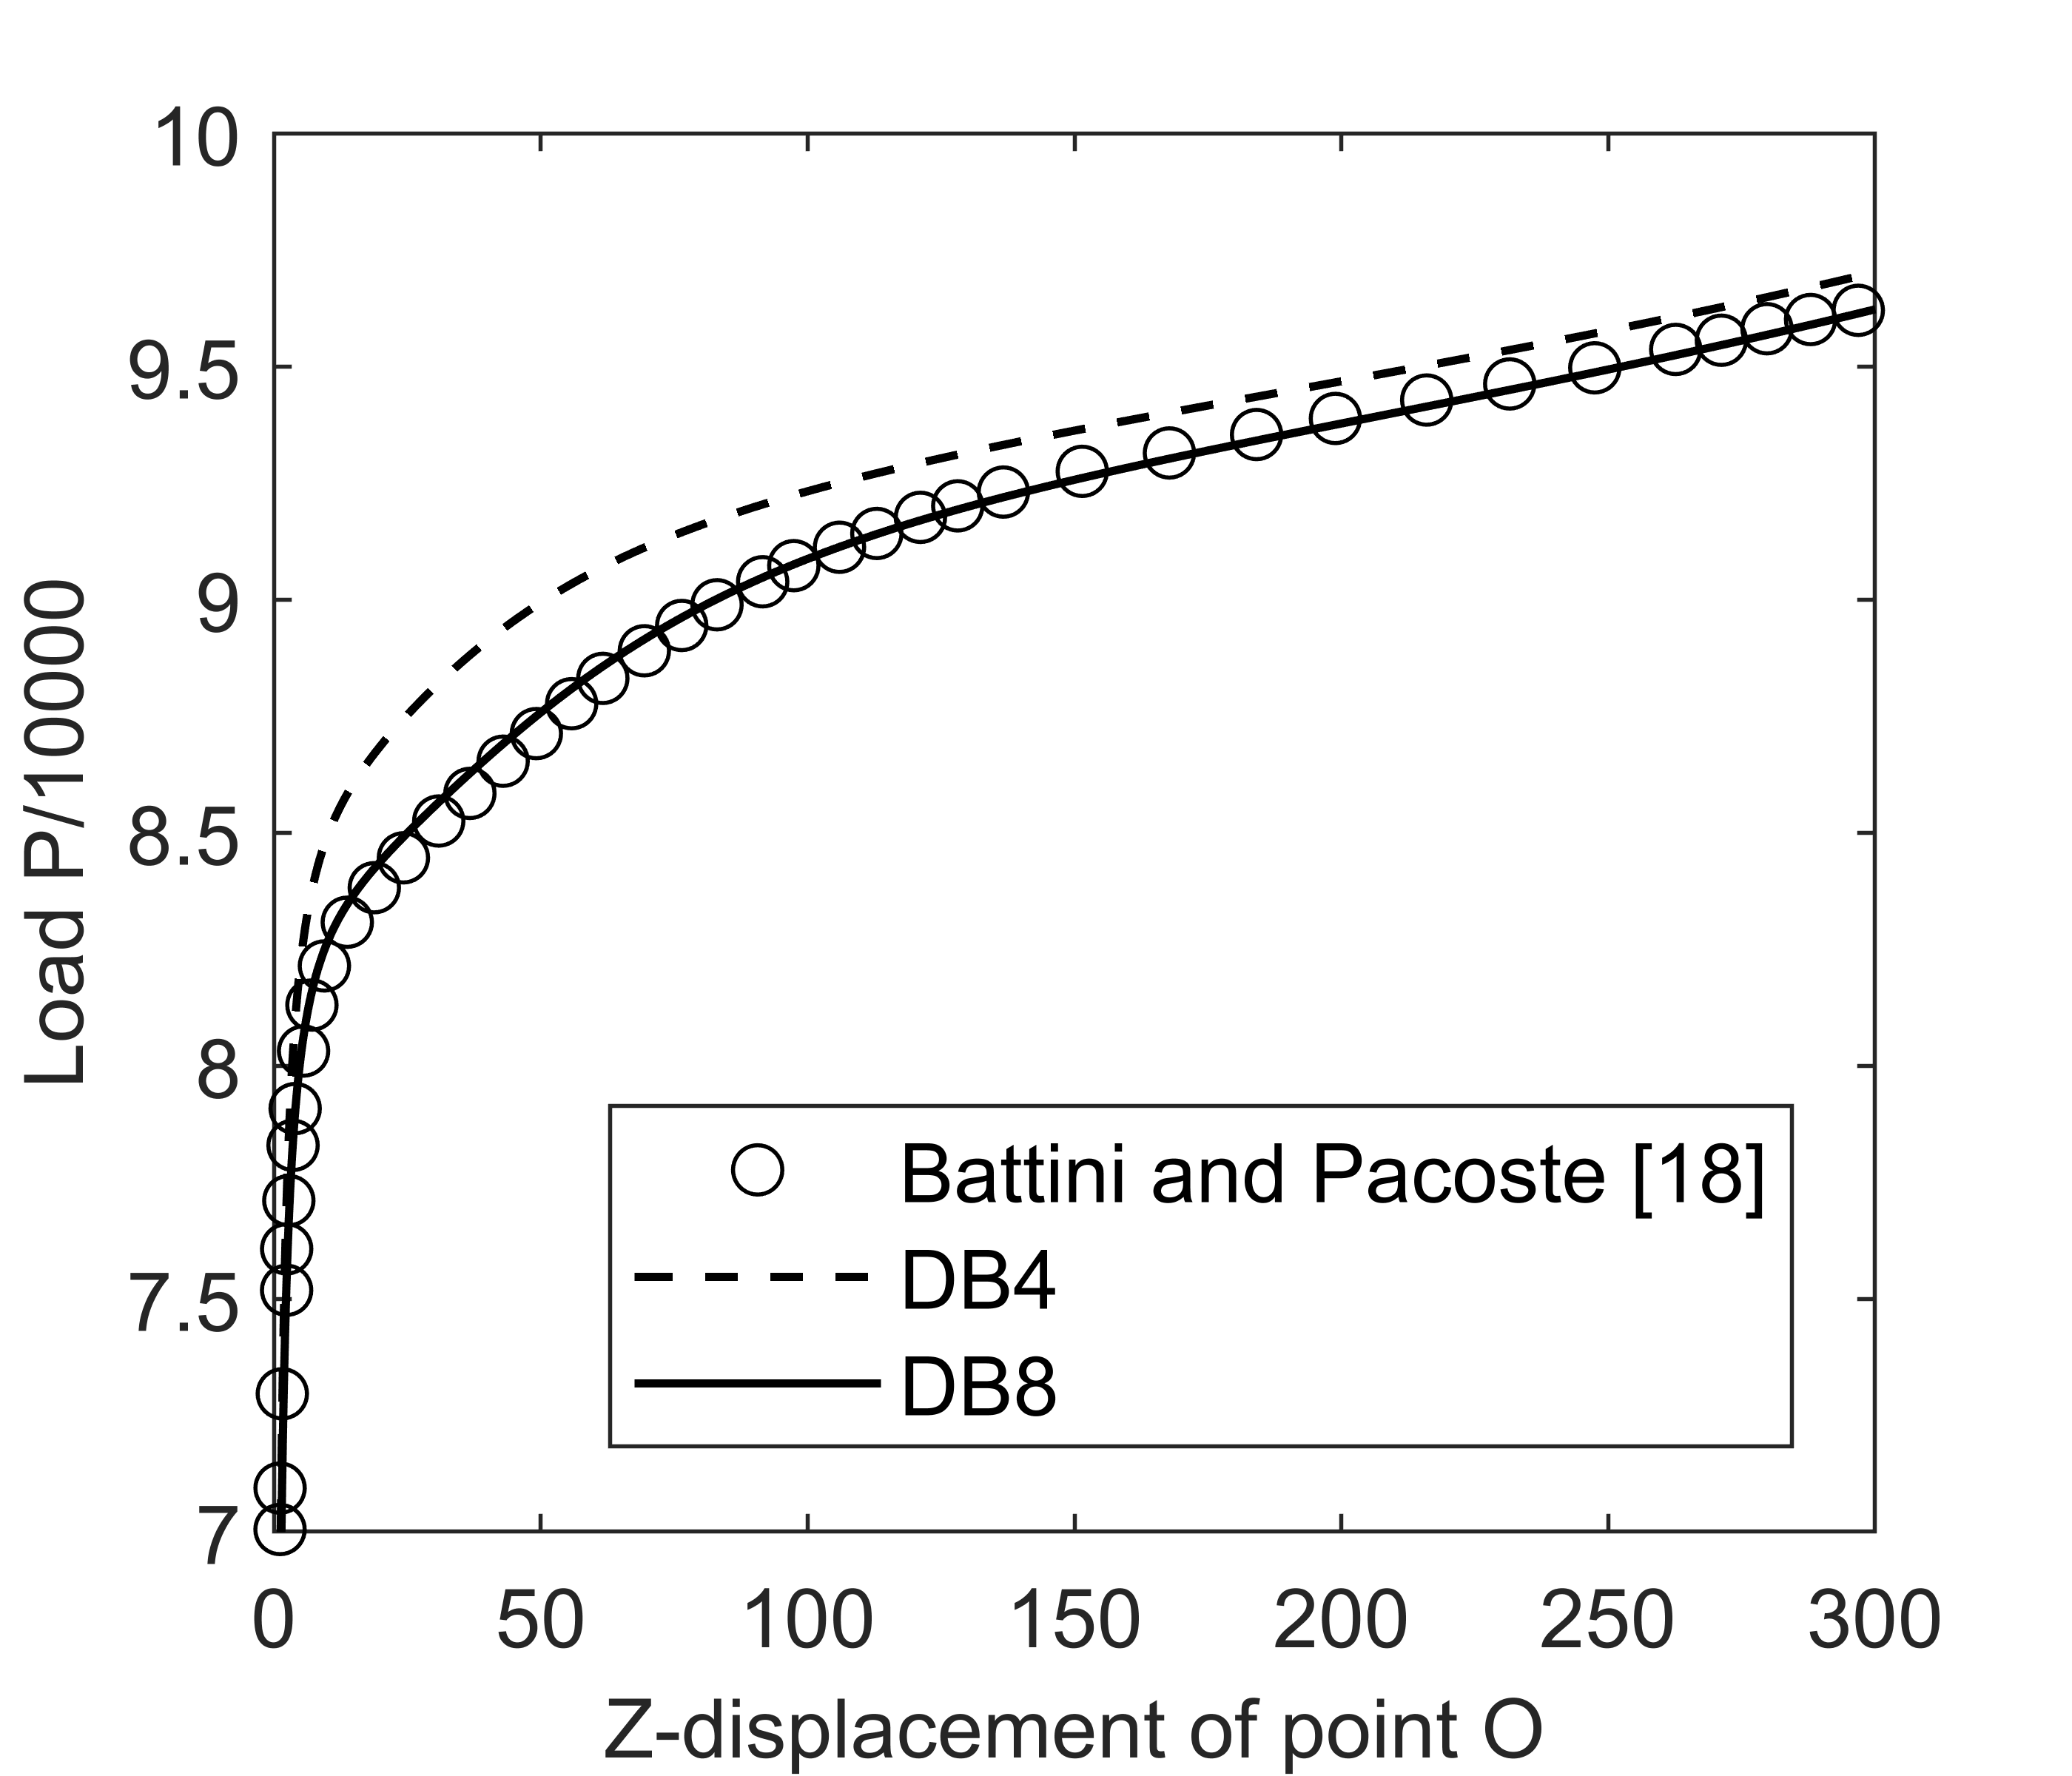 10
9.5
9
8.5
8
7.5
7
Load P/10000
Battini and Pacoste [18]
DB4
DB8
0 50 100 150 200 250 300
Z-displacement of point O